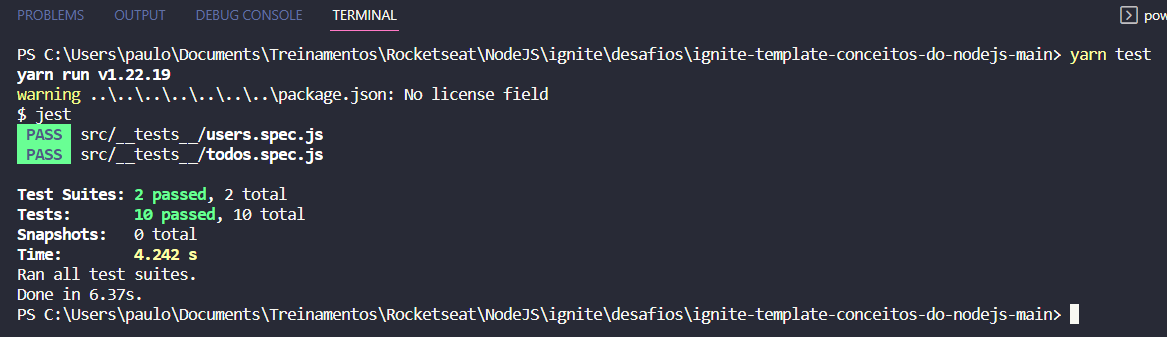 PROBLEMS OUTPUT DEBUG CONSOLE TERMINAL
PS C:\Users\paulo\Documents\Treinamentos\Rocketseat\NodeJS\ignite\desafios\ignite-template-conceitos-do-nodejs-main> yarn test
yarn run v1.22.19
warning ..\..\..\..\..\..\..\package.json: No license field
$ jest
PASS src/__tests__/users.spec.js
PASS src/__tests__/todos.spec.js
Test Suites: 2 passed, 2 total
Tests: 10 passed, 10 total
Snapshots: 0 total
Time: 4.242 s
Ran all test suites.
Done in 6.37s.
PS C:\Users\paulo\Documents\Treinamentos\Rocketseat\NodeJS\ignite\desafios\ignite-template-conceitos-do-nodejs-main>